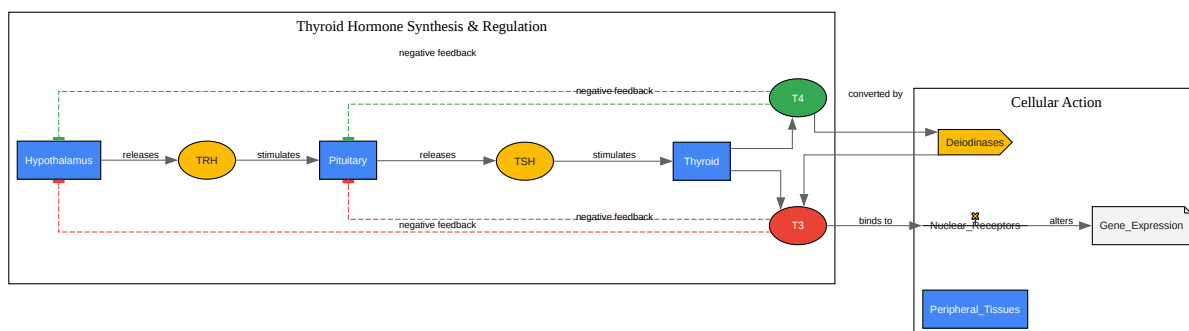 Thyroid Hormone Synthesis & Regulation
negative feedback
negative feedback
T4
converted by
Cellular Action
Deiodinases
Hypothalamus
releases
TRH
stimulates
Pituitary
releases
TSH
stimulates
Thyroid
negative feedback
negative feedback
T3
binds to
Nuclear_Receptors
alters
Gene_Expression
Peripheral_Tissues